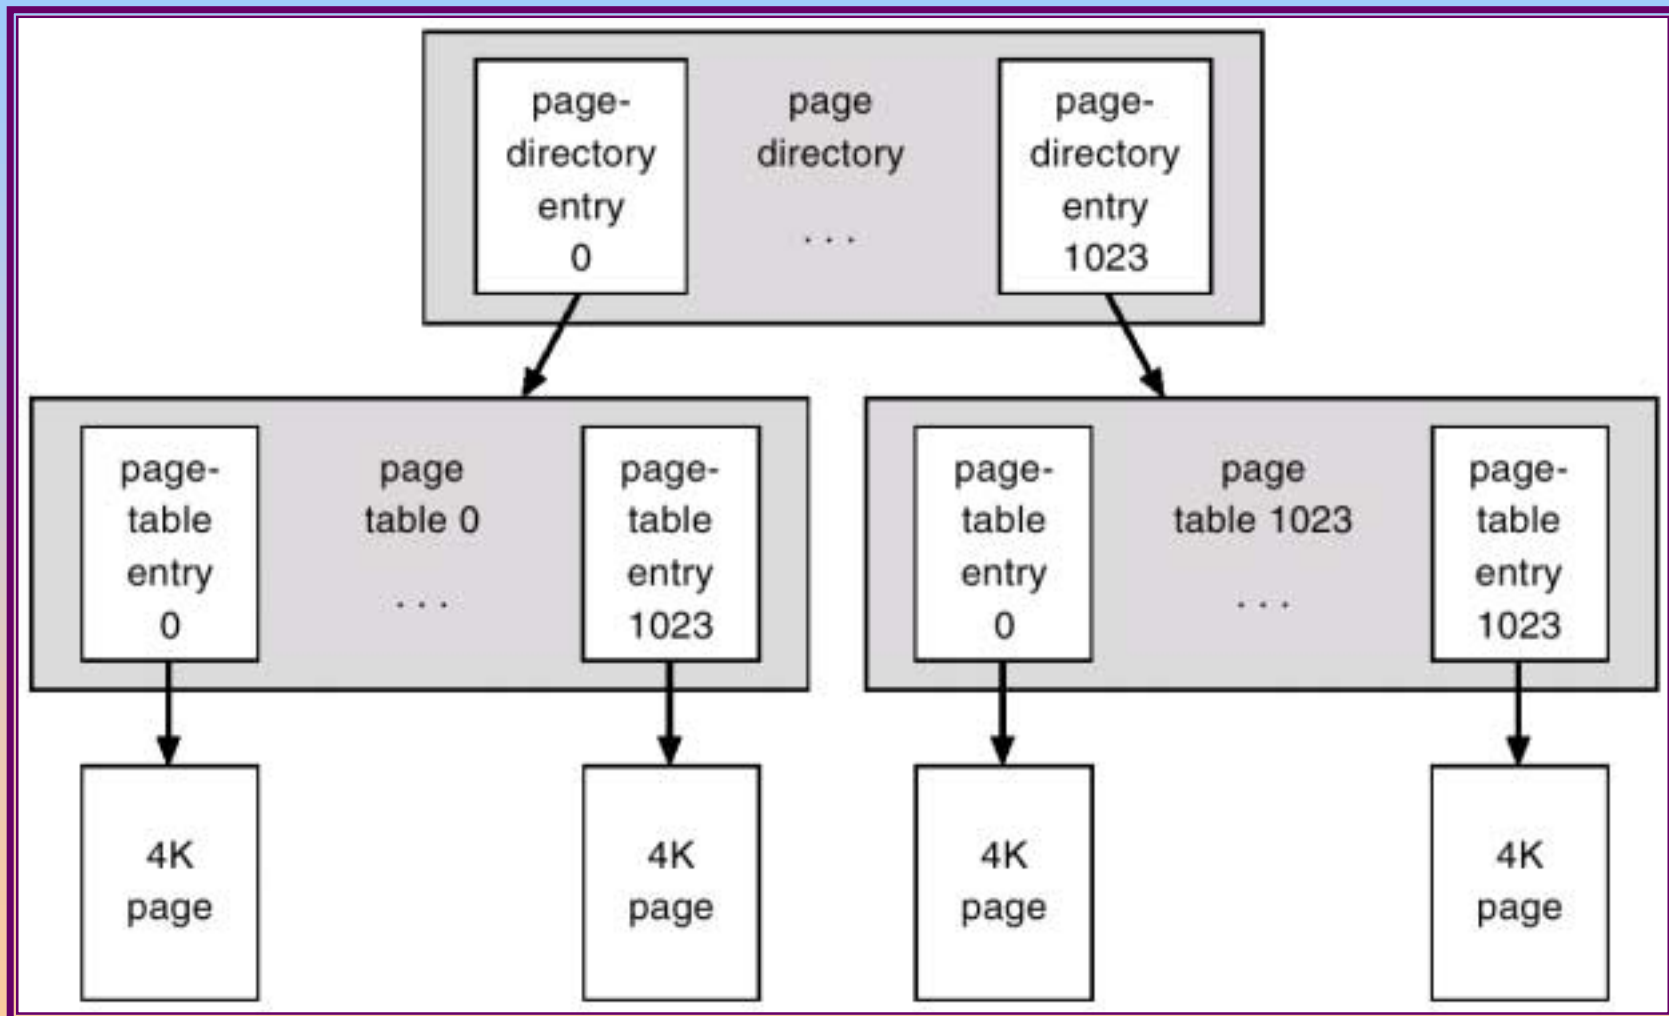 page-
directory
entry
0
page
directory
. . .
page-
directory
entry
1023
page-
table
entry
0
page
table 0
. . .
page-
table
entry
1023
page-
table
entry
0
page
table 1023
. . .
page-
table
entry
1023
4K
page
4K
page
4K
page
4K
page